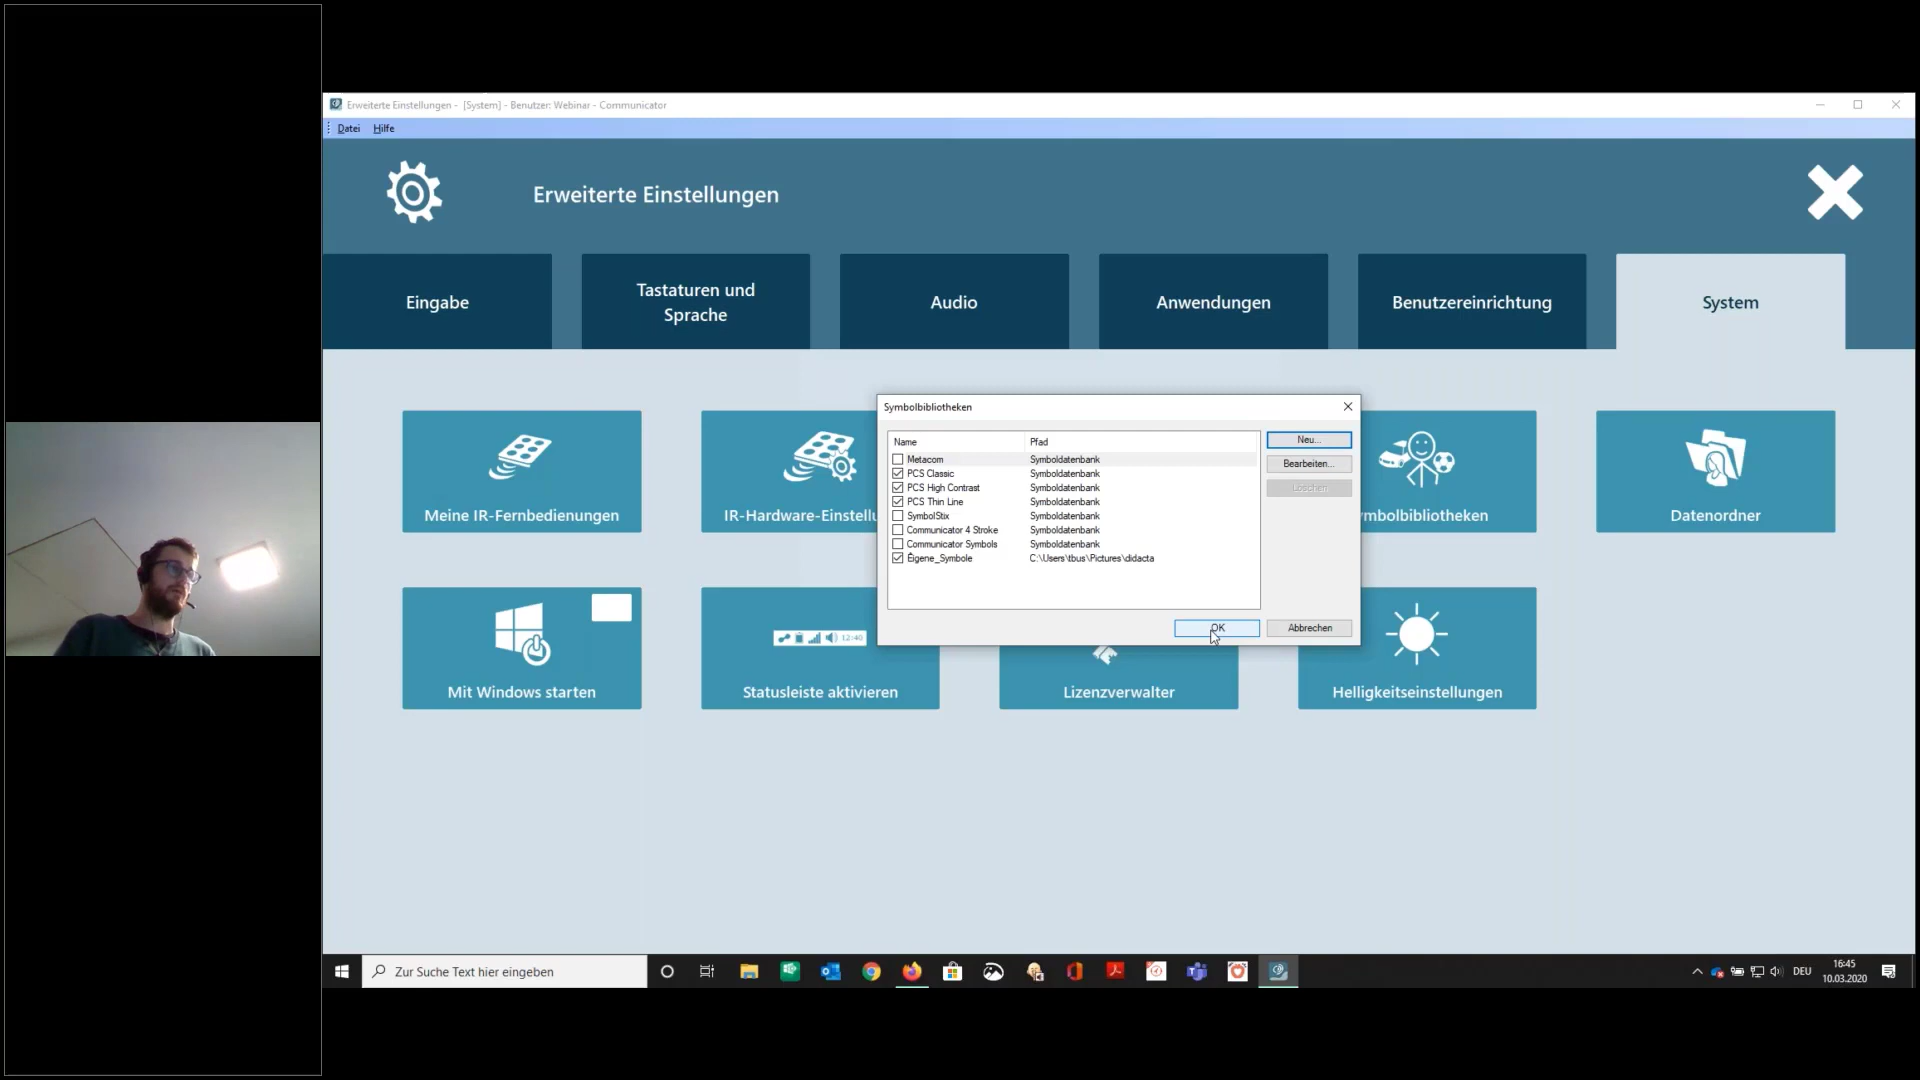 Erweiterte Einstellungen - [System] - Benutzer: Webinar - Communicator
Datei Hilfe
Erweiterte Einstellungen
Eingabe
Tastaturen und
Sprache
Audio
Anwendungen
Benutzereinrichtung
System
Symbolbibliotheken
Name Pfad
Metacom Symboldatenbank
PCS Classic Symboldatenbank
PCS High Contrast Symboldatenbank
PCS Thin Line Symboldatenbank
SymbolStix Symboldatenbank
Communicator 4 Stroke Symboldatenbank
Communicator Symbols Symboldatenbank
Eigene_Symbole C:\Users\tbus\Pictures\didacta
Neu...
Bearbeiten...
Löschen
OK
Abbrechen
Meine IR-Fernbedienungen
IR-Hardware-Einstellu
mbolbibliotheken
Datenordner
Mit Windows starten
12:40
Statusleiste aktivieren
Lizenzverwalter
Helligkeitseinstellungen
Zur Suche Text hier eingeben
DEU
16:45
10.03.2020